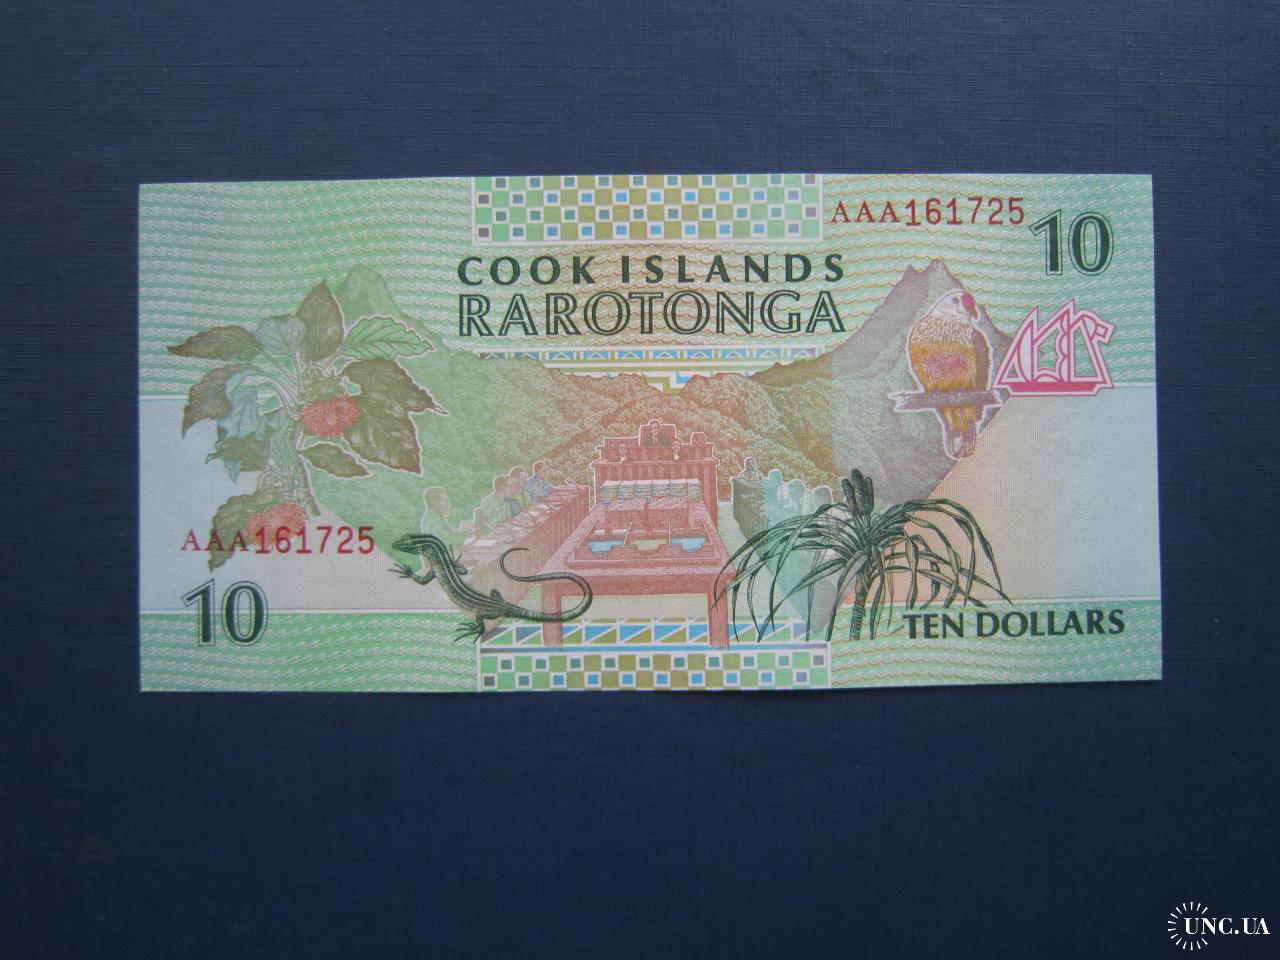 AAA161725
10
COOK ISLANDS
RAROTONGA
AAA161725
10
TEN DOLLARS
UNC.UA